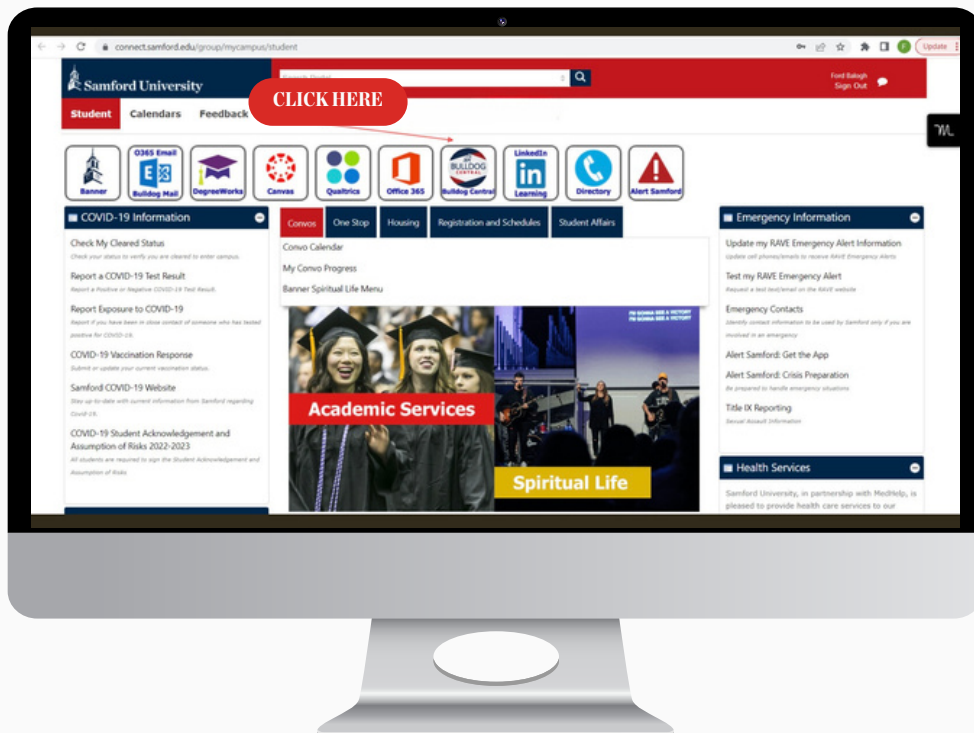 connect.samford.edu/group/mycampus/student
Update
Samford University
Ford Balogh
Sign Out
CLICK HERE
Student Calendars Feedback
Banner
O365 Email
Bulldog Mail
DegreeWorks
Canvas
Qualtrics
Office 365
BULLDOG
CENTRAL
Bulldog Central
LinkedIn
in
Learning
Directory
Alert Samford
COVID-19 Information
Check My Cleared Status
Check your status to verify you are cleared to enter campus.
Report a COVID-19 Test Result
Report a Positive or Negative COVID-19 Test Result.
Report Exposure to COVID-19
Report if you have been in close contact of someone who has tested
positive for COVID-19.
COVID-19 Vaccination Response
Submit or update your current vaccination status.
Samford COVID-19 Website
Stay up-to-date with current information from Samford regarding
Covid-19.
COVID-19 Student Acknowledgement and
Assumption of Risks 2022-2023
All students are required to sign the Student Acknowledgement and
Assumption of Risks
Convos One Stop Housing Registration and Schedules Student Affairs
Convo Calendar
My Convo Progress
Banner Spiritual Life Menu
I'M GONNA SEE A VICTORY
I'M GONNA SEE A VICTORY
Academic Services
Spiritual Life
Emergency Information
Update my RAVE Emergency Alert Information
Update cell phones/emails to receive RAVE Emergency Alerts
Test my RAVE Emergency Alert
Request a test text/email on the RAVE website
Emergency Contacts
Identify contact information to be used by Samford only if you are
involved in an emergency
Alert Samford: Get the App
Alert Samford: Crisis Preparation
Be prepared to handle emergency situations
Title IX Reporting
Sexual Assault Information
Health Services
Samford University, in partnership with MedHelp, is
pleased to provide health care services to our